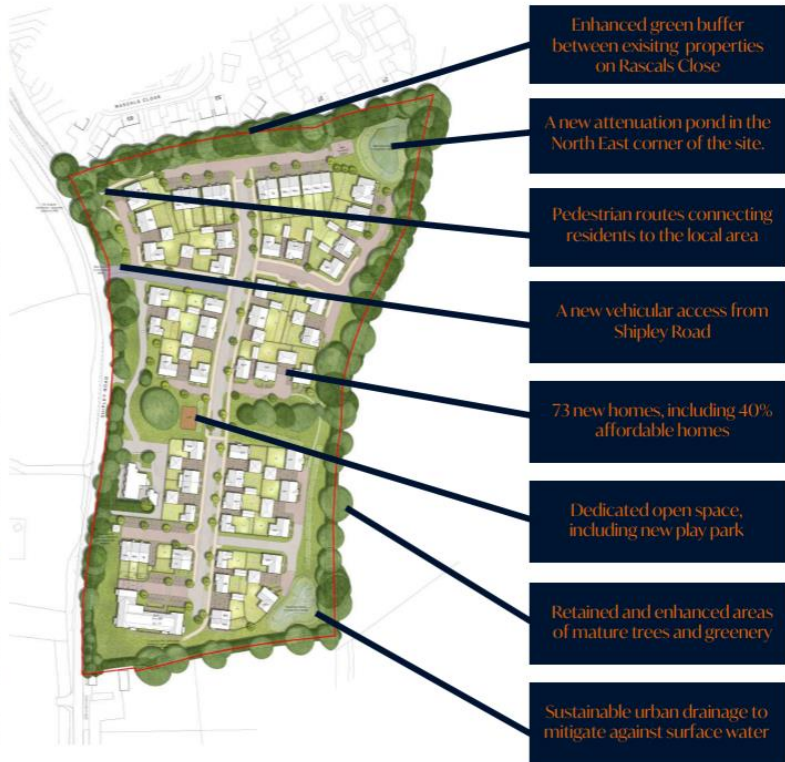 Enhanced green buffer
between exisitng properties
on Rascals Close
A new attenuation pond in the
North East corner of the site.
Pedestrian routes connecting
residents to the local area
A new vehicular access from
Shipley Road
73 new homes, including 40%
affordable homes
Dedicated open space,
including new play park
Retained and enhanced areas
of mature trees and greenery
Sustainable urban drainage to
mitigate against surface water
RASCALS CLOSE
SHIPLEY ROAD